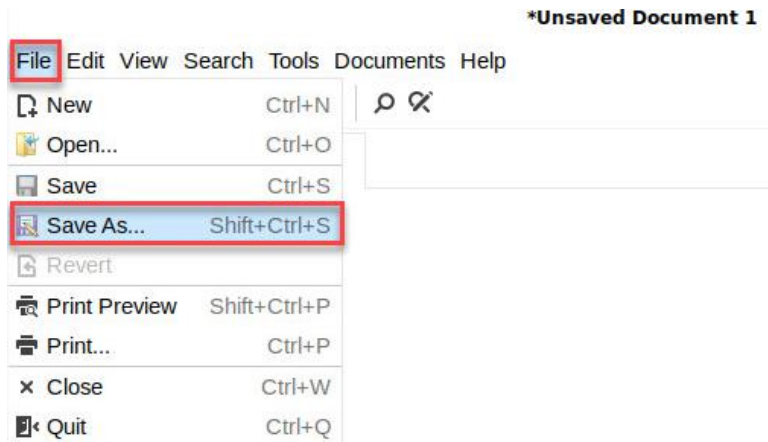 *Unsaved Document 1
File Edit View Search Tools Documents Help
New Ctrl+N
Open... Ctrl+O
Save Ctrl+S
Save As... Shift+Ctrl+S
Revert
Print Preview Shift+Ctrl+P
Print... Ctrl+P
Close Ctrl+W
Quit Ctrl+Q